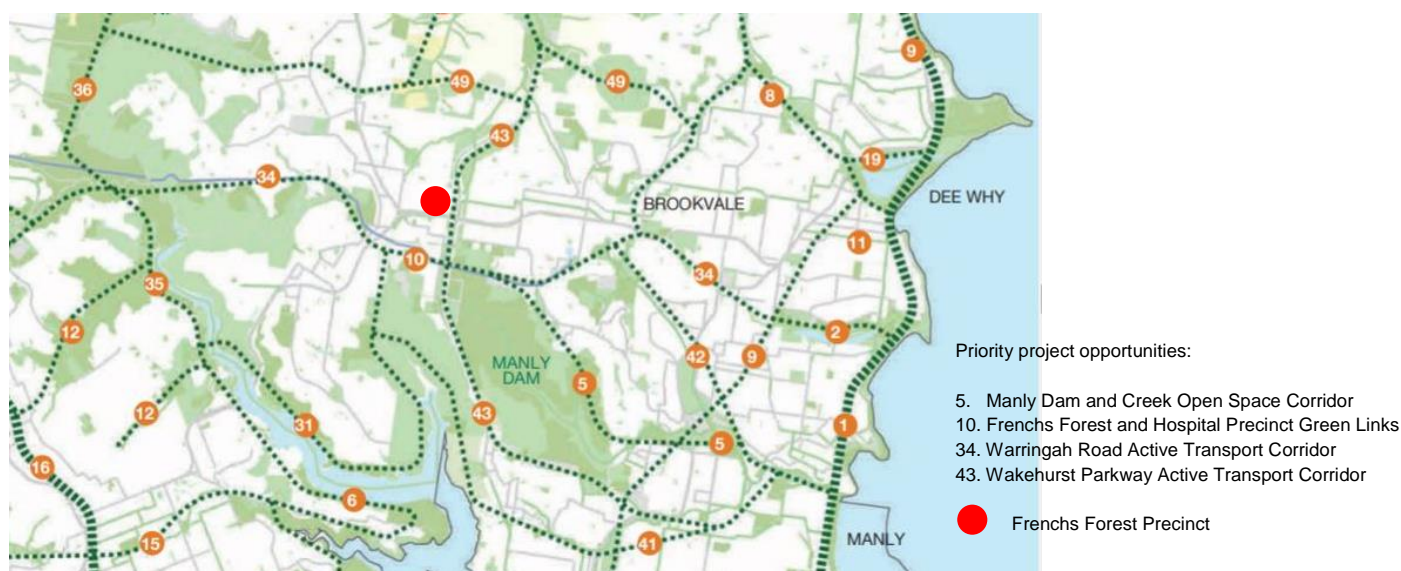 9
36
49
49
8
43
19
34
DEE WHY
BROOKVALE
11
10
34
35
12
2
MANLY
DAM
42
9
5
12
43
31
1
5
16
6
15
41
MANLY
Priority project opportunities:
5. Manly Dam and Creek Open Space Corridor
10. Frenchs Forest and Hospital Precinct Green Links
34. Warringah Road Active Transport Corridor
43. Wakehurst Parkway Active Transport Corridor
Frenchs Forest Precinct